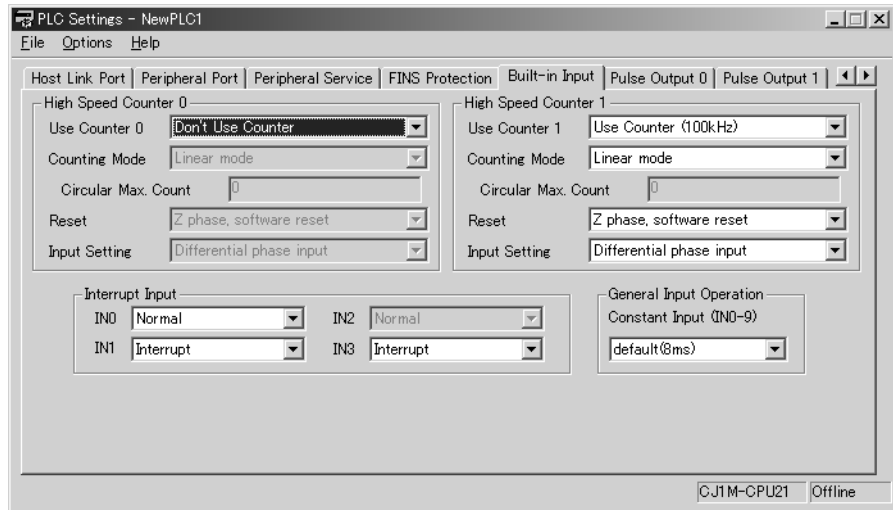 PLC Settings - NewPLC1
File Options Help
Host Link Port Peripheral Port Peripheral Service FINS Protection Built-in Input Pulse Output 0 Pulse Output 1
High Speed Counter 0
Use Counter 0 Don't Use Counter
Counting Mode Linear mode
Circular Max. Count 0
Reset Z phase, software reset
Input Setting Differential phase input
High Speed Counter 1
Use Counter 1 Use Counter (100kHz)
Counting Mode Linear mode
Circular Max. Count 0
Reset Z phase, software reset
Input Setting Differential phase input
Interrupt Input
IN0 Normal IN2 Normal
IN1 Interrupt IN3 Interrupt
General Input Operation
Constant Input (IN0-9)
default(8ms)
CJ1M-CPU21 Offline